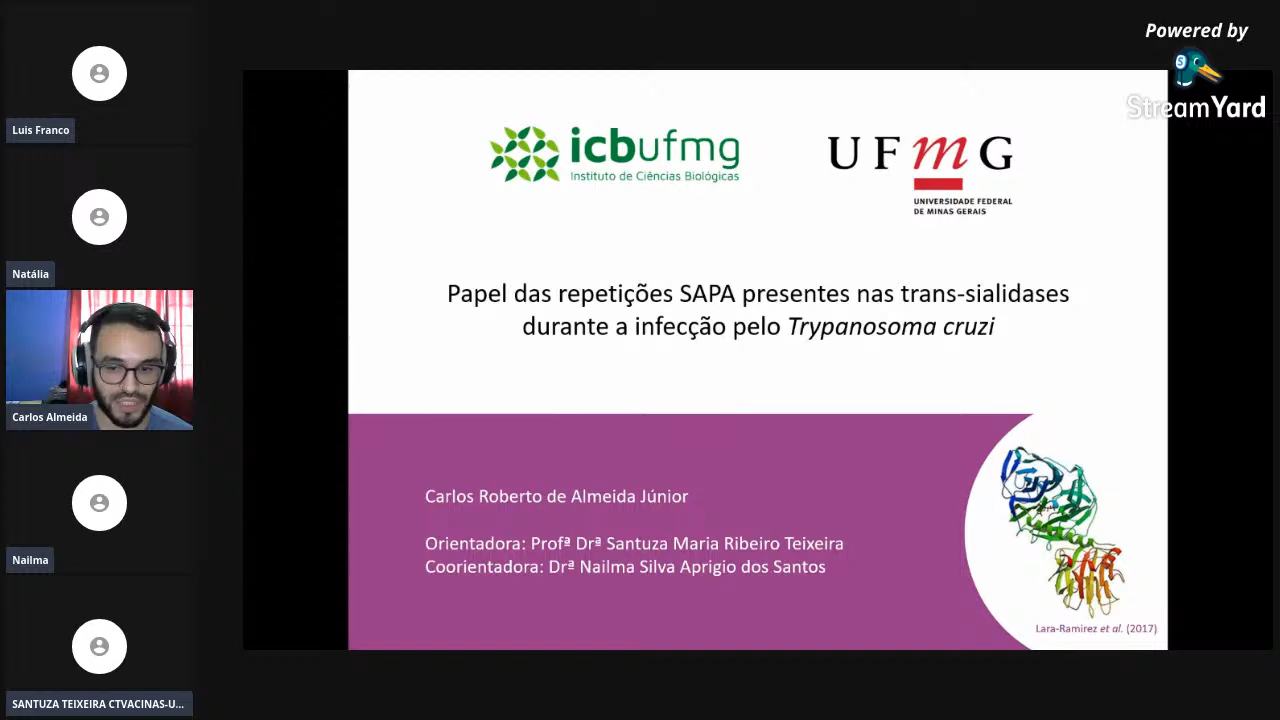 Powered by
StreamYard
Luis Franco
Natália
Carlos Almeida
Nailma
SANTUZA TEIXEIRA CTVACINAS-U...
icbufmg
Instituto de Ciências Biológicas
UFmG
UNIVERSIDADE FEDERAL
DE MINAS GERAIS
Papel das repetições SAPA presentes nas trans-sialidases
durante a infecção pelo Trypanosoma cruzi
Carlos Roberto de Almeida Júnior
Orientadora: Profª Drª Santuza Maria Ribeiro Teixeira
Coorientadora: Drª Nailma Silva Aprigio dos Santos
Lara-Ramirez et al. (2017)